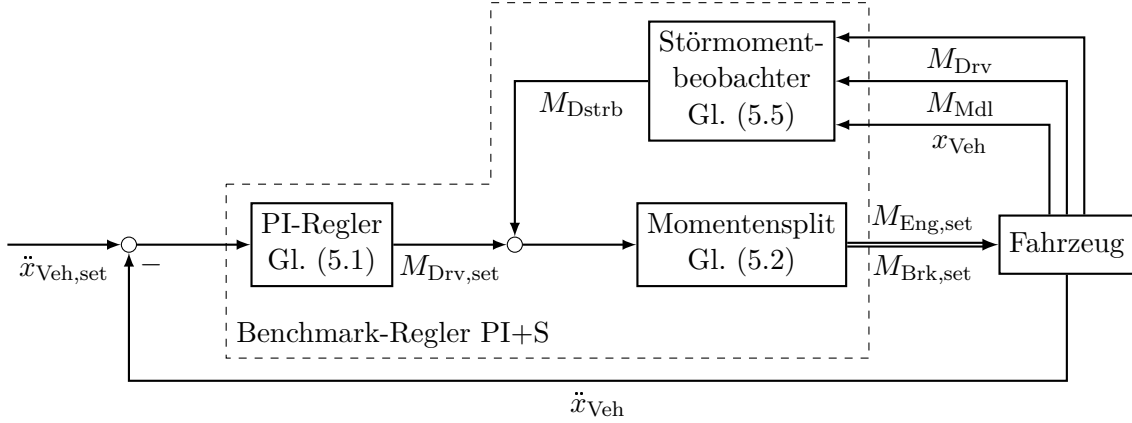 Störmoment-
beobachter
Gl. (5.5)
M_Drv
M_Mdl
x_Veh
M_Dstrb
ẍ_Veh,set
−
PI-Regler
Gl. (5.1)
M_Drv,set
Momentensplit
Gl. (5.2)
M_Eng,set
M_Brk,set
Fahrzeug
Benchmark-Regler PI+S
ẍ_Veh